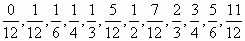 0/12, 1/12, 1/6, 1/4, 1/3, 5/12, 1/2, 7/12, 2/3, 3/4, 5/6, 11/12